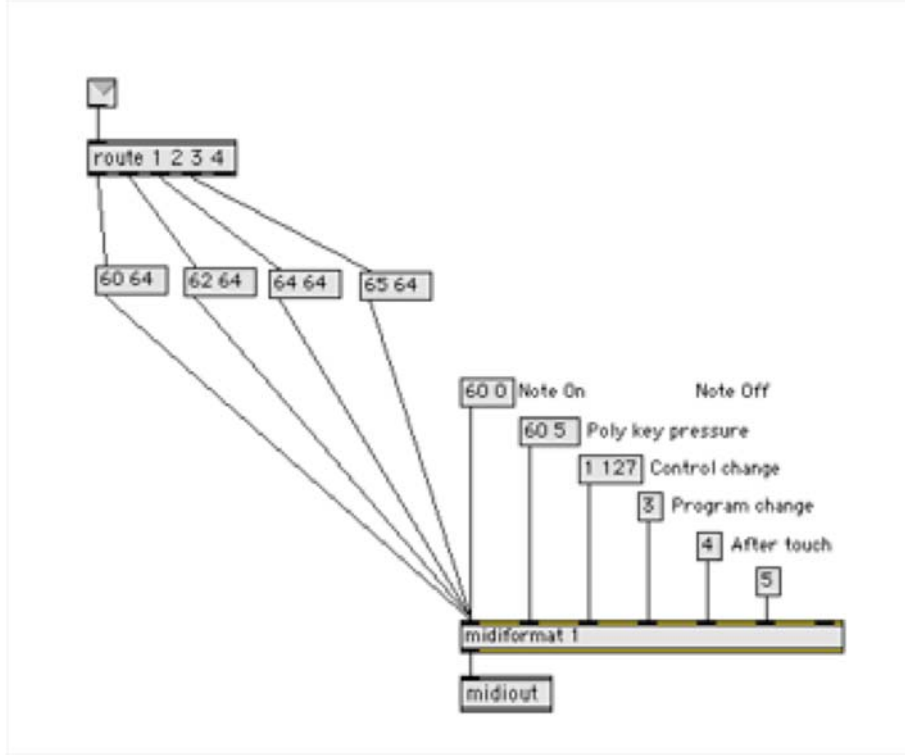 route 1 2 3 4
60 64
62 64
64 64
65 64
60 0 Note On Note Off
60 5 Poly key pressure
1 127 Control change
3 Program change
4 After touch
5
midiformat 1
midiout